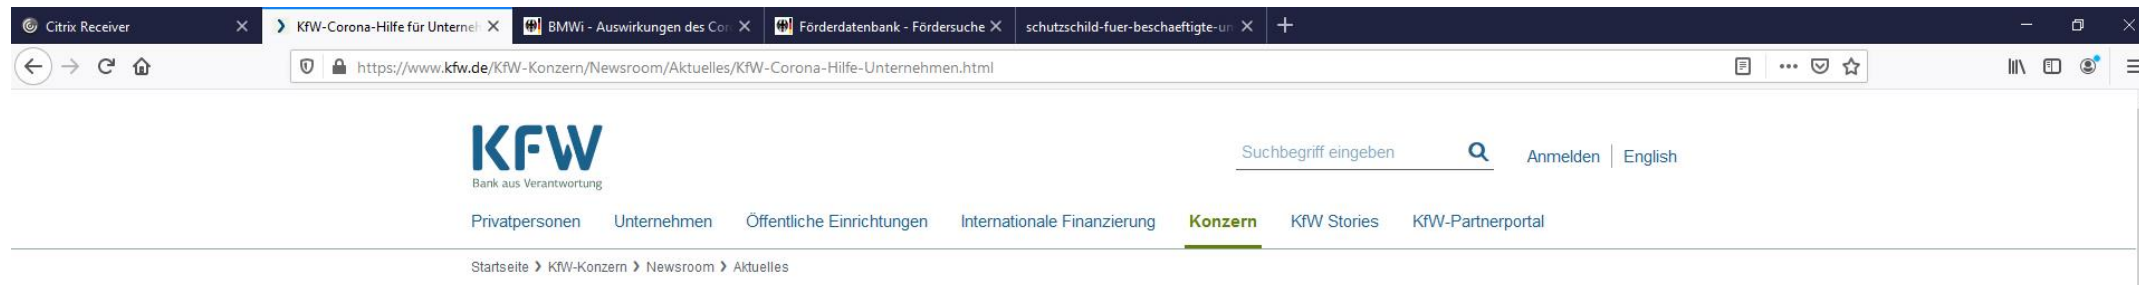 Citrix Receiver
KfW-Corona-Hilfe für Unterneh
BMWi - Auswirkungen des Cor
Förderdatenbank - Fördersuche
schutzschild-fuer-beschaeftigte-un
https://www.kfw.de/KfW-Konzern/Newsroom/Aktuelles/KfW-Corona-Hilfe-Unternehmen.html
KFW
Bank aus Verantwortung
Suchbegriff eingeben
Anmelden | English
Privatpersonen Unternehmen Öffentliche Einrichtungen Internationale Finanzierung Konzern KfW Stories KfW-Partnerportal
Startseite > KfW-Konzern > Newsroom > Aktuelles